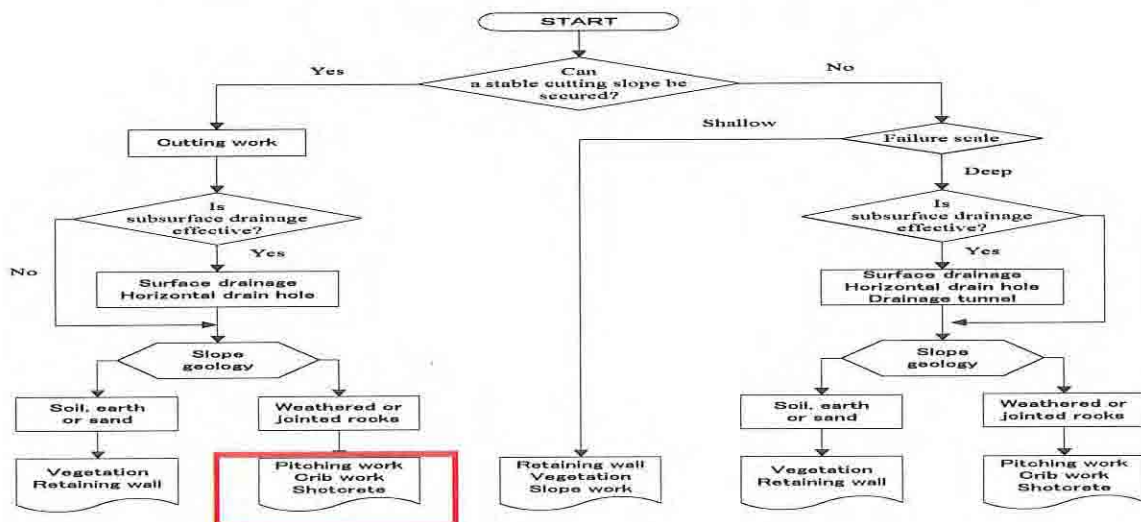 START
Can
a stable cutting slope be
secured?
Yes
No
Cutting work
Shallow
Failure scale
Deep
Is
subsurface drainage
effective?
Is
subsurface drainage
effective?
No
Yes
Yes
Surface drainage
Horizontal drain hole
Surface drainage
Horizontal drain hole
Drainage tunnel
Slope
geology
Slope
geology
Soil, earth
or sand
Weathered or
jointed rocks
Soil, earth
or sand
Weathered or
jointed rocks
Vegetation
Retaining wall
Pitching work
Crib work
Shotcrete
Retaining wall
Vegetation
Slope work
Vegetation
Retaining wall
Pitching work
Crib work
Shotcrete